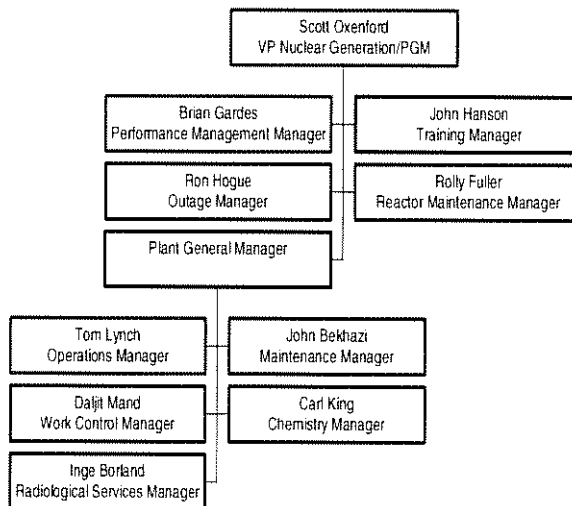 Scott Oxenford
VP Nuclear Generation/PGM
Brian Gardes
Performance Management Manager
John Hanson
Training Manager
Ron Hogue
Outage Manager
Rolly Fuller
Reactor Maintenance Manager
Plant General Manager
Tom Lynch
Operations Manager
John Bekhazi
Maintenance Manager
Daljit Mand
Work Control Manager
Carl King
Chemistry Manager
Inge Borland
Radiological Services Manager